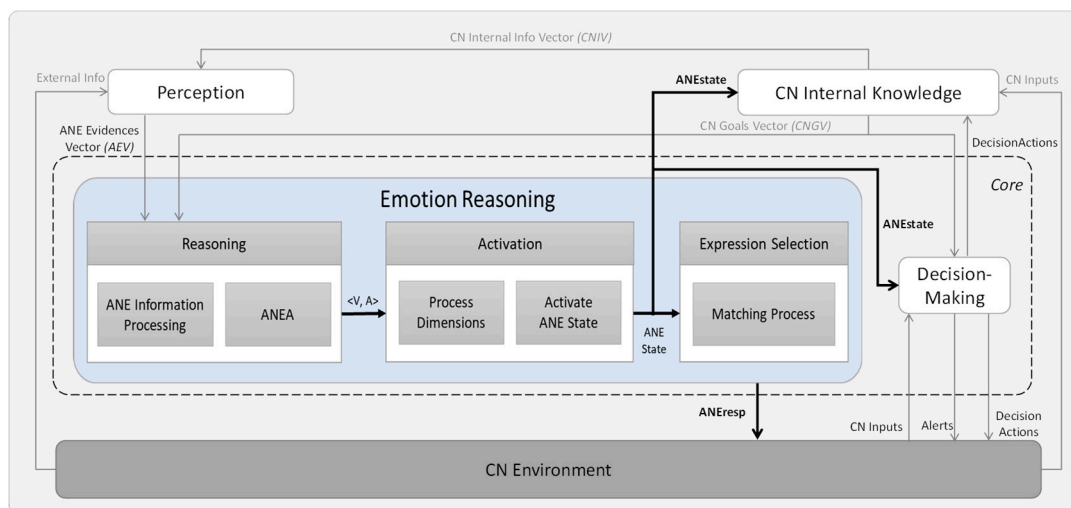 CN Internal Info Vector (CNIV)
External Info
Perception
ANEstate
CN Internal Knowledge
CN Inputs
ANE Evidences
Vector (AEV)
CN Goals Vector (CNGV)
DecisionActions
Core
Emotion Reasoning
ANEstate
Reasoning
Activation
Expression Selection
Decision-
Making
<V, A>
ANE Information
Processing
ANEA
Process
Dimensions
Activate
ANE State
Matching Process
ANE
State
ANEresp
CN Inputs
Alerts
Decision
Actions
CN Environment